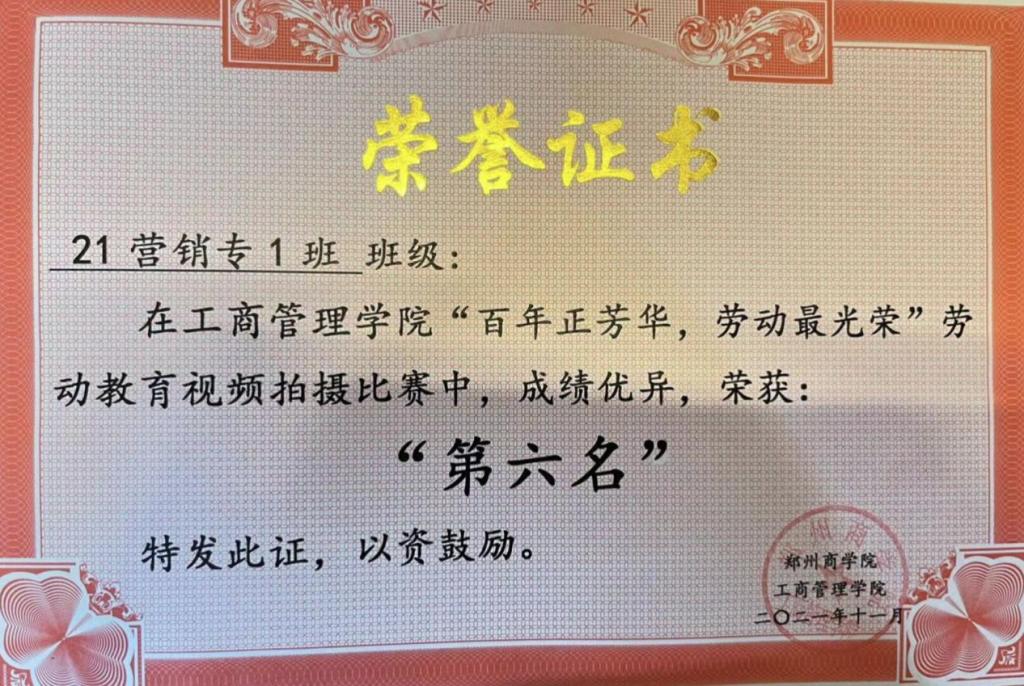 荣誉证书
21 营销专1班 班级：
在工商管理学院“百年正芳华，劳动最光荣”劳
动教育视频拍摄比赛中，成绩优异，荣获：
“第六名”
特发此证，以资鼓励。
州商
郑州商学院
工商管理学院
二〇二一年十一月